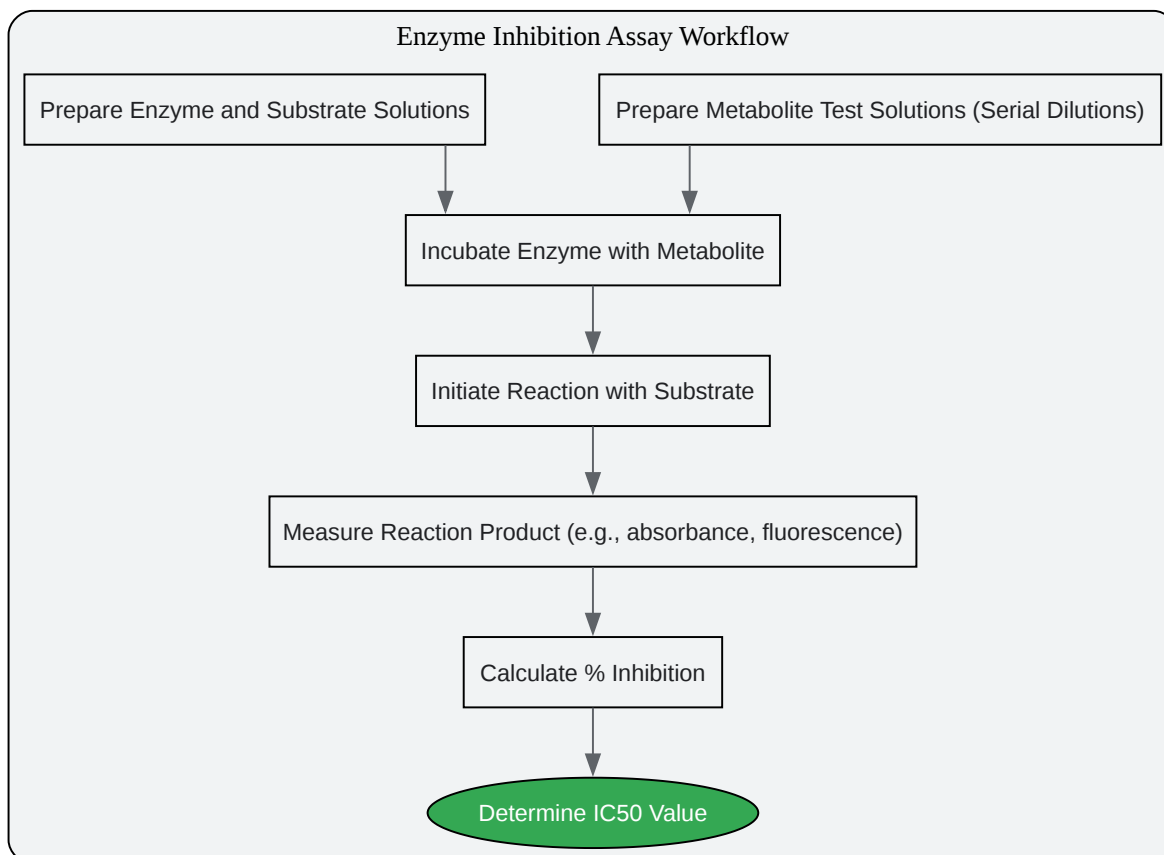 Enzyme Inhibition Assay Workflow
Prepare Enzyme and Substrate Solutions
Prepare Metabolite Test Solutions (Serial Dilutions)
Incubate Enzyme with Metabolite
Initiate Reaction with Substrate
Measure Reaction Product (e.g., absorbance, fluorescence)
Calculate % Inhibition
Determine IC50 Value